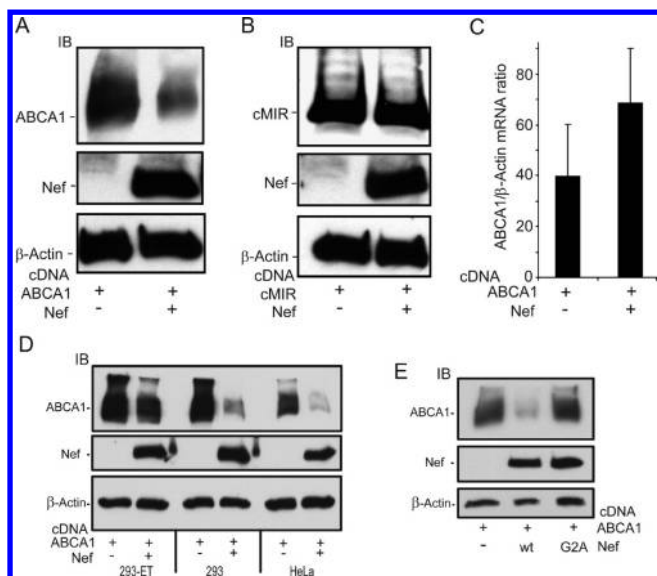 A
IB
ABCA1
Nef
β-Actin
cDNA
ABCA1 + +
Nef - +
B
IB
cMIR
Nef
β-Actin
cDNA
cMIR + +
Nef - +
C
ABCA1/β-Actin mRNA ratio
80
60
40
20
0
cDNA
ABCA1 + +
Nef - +
D
IB
ABCA1-
Nef -
β-Actin-
cDNA
ABCA1 + + + + + +
Nef - + - + - +
293-ET 293 HeLa
E
IB
ABCA1-
Nef -
β-Actin-
cDNA
+ + + ABCA1
- wt G2A Nef